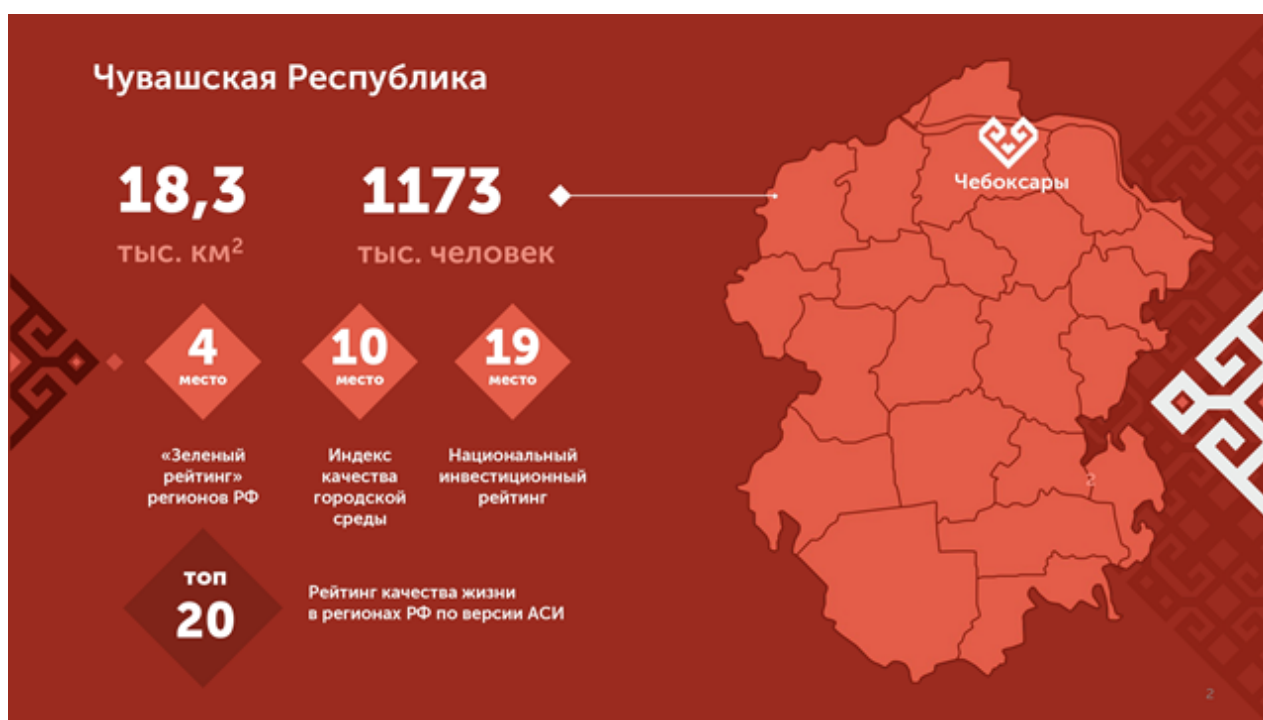 Чувашская Республика
18,3
тыс. км²
1173
тыс. человек
Чебоксары
4
место
«Зеленый
рейтинг»
регионов РФ
10
место
Индекс
качества
городской
среды
19
место
Национальный
инвестиционный
рейтинг
топ
20
Рейтинг качества жизни
в регионах РФ по версии АСИ
2
2